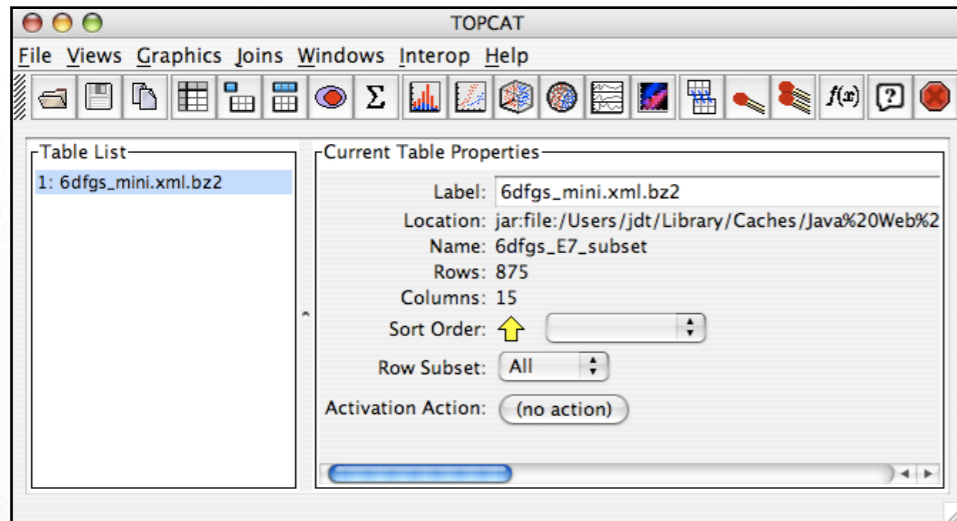 TOPCAT
File Views Graphics Joins Windows Interop Help
Σ f(x) ?
Table List
1: 6dfgs_mini.xml.bz2
Current Table Properties
Label: 6dfgs_mini.xml.bz2
Location: jar:file:/Users/jdt/Library/Caches/Java%20Web%2
Name: 6dfgs_E7_subset
Rows: 875
Columns: 15
Sort Order:
Row Subset: All
Activation Action: (no action)